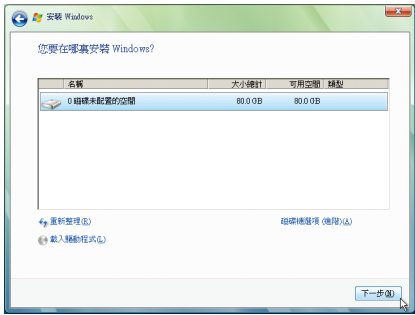 安裝 Windows
您要在哪裏安裝 Windows?
名稱 大小總計 可用空間 類型
0 磁碟未配置的空間 80.0 GB 80.0 GB
重新整理(R) 磁碟機選項 (進階)(A)
載入驅動程式(L)
下一步(N)